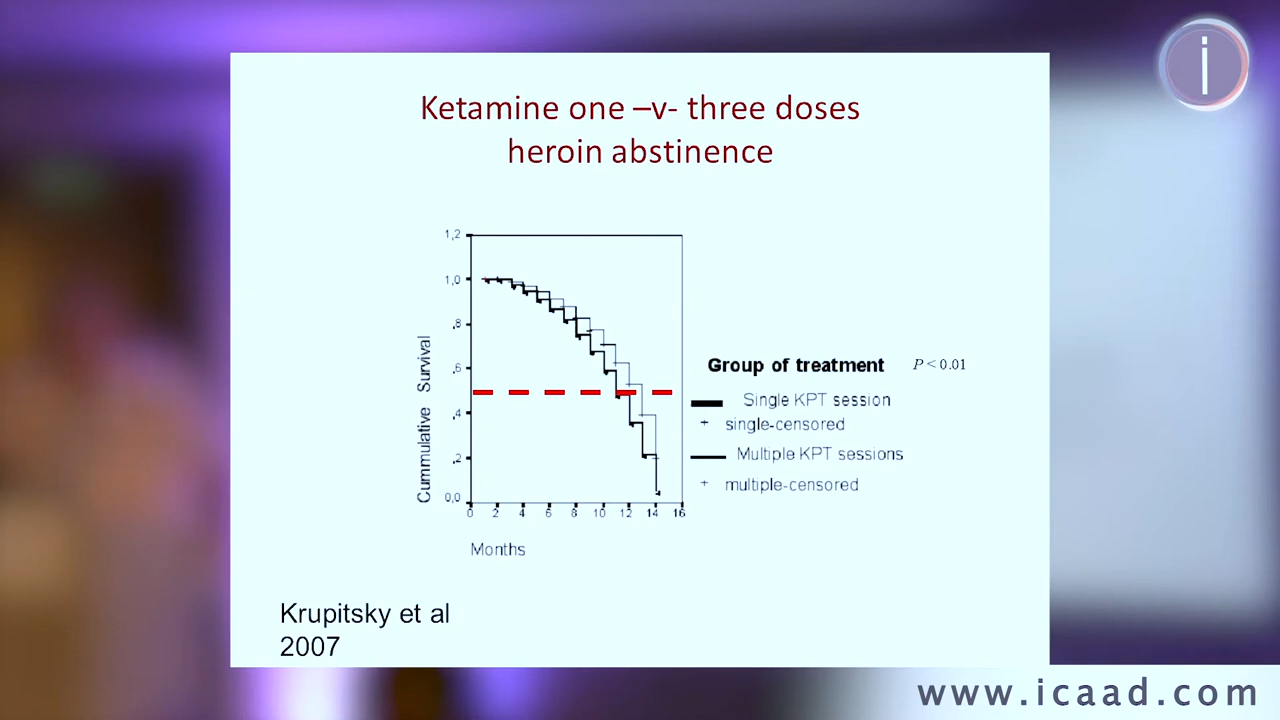 i
Ketamine one –v- three doses
heroin abstinence
1,2
1,0
,8
,6
,4
,2
0,0
Cummulative Survival
0 2 4 6 8 10 12 14 16
Months
Group of treatment P < 0.01
Single KPT session
+ single-censored
Multiple KPT sessions
+ multiple-censored
Krupitsky et al
2007
www.icaad.com